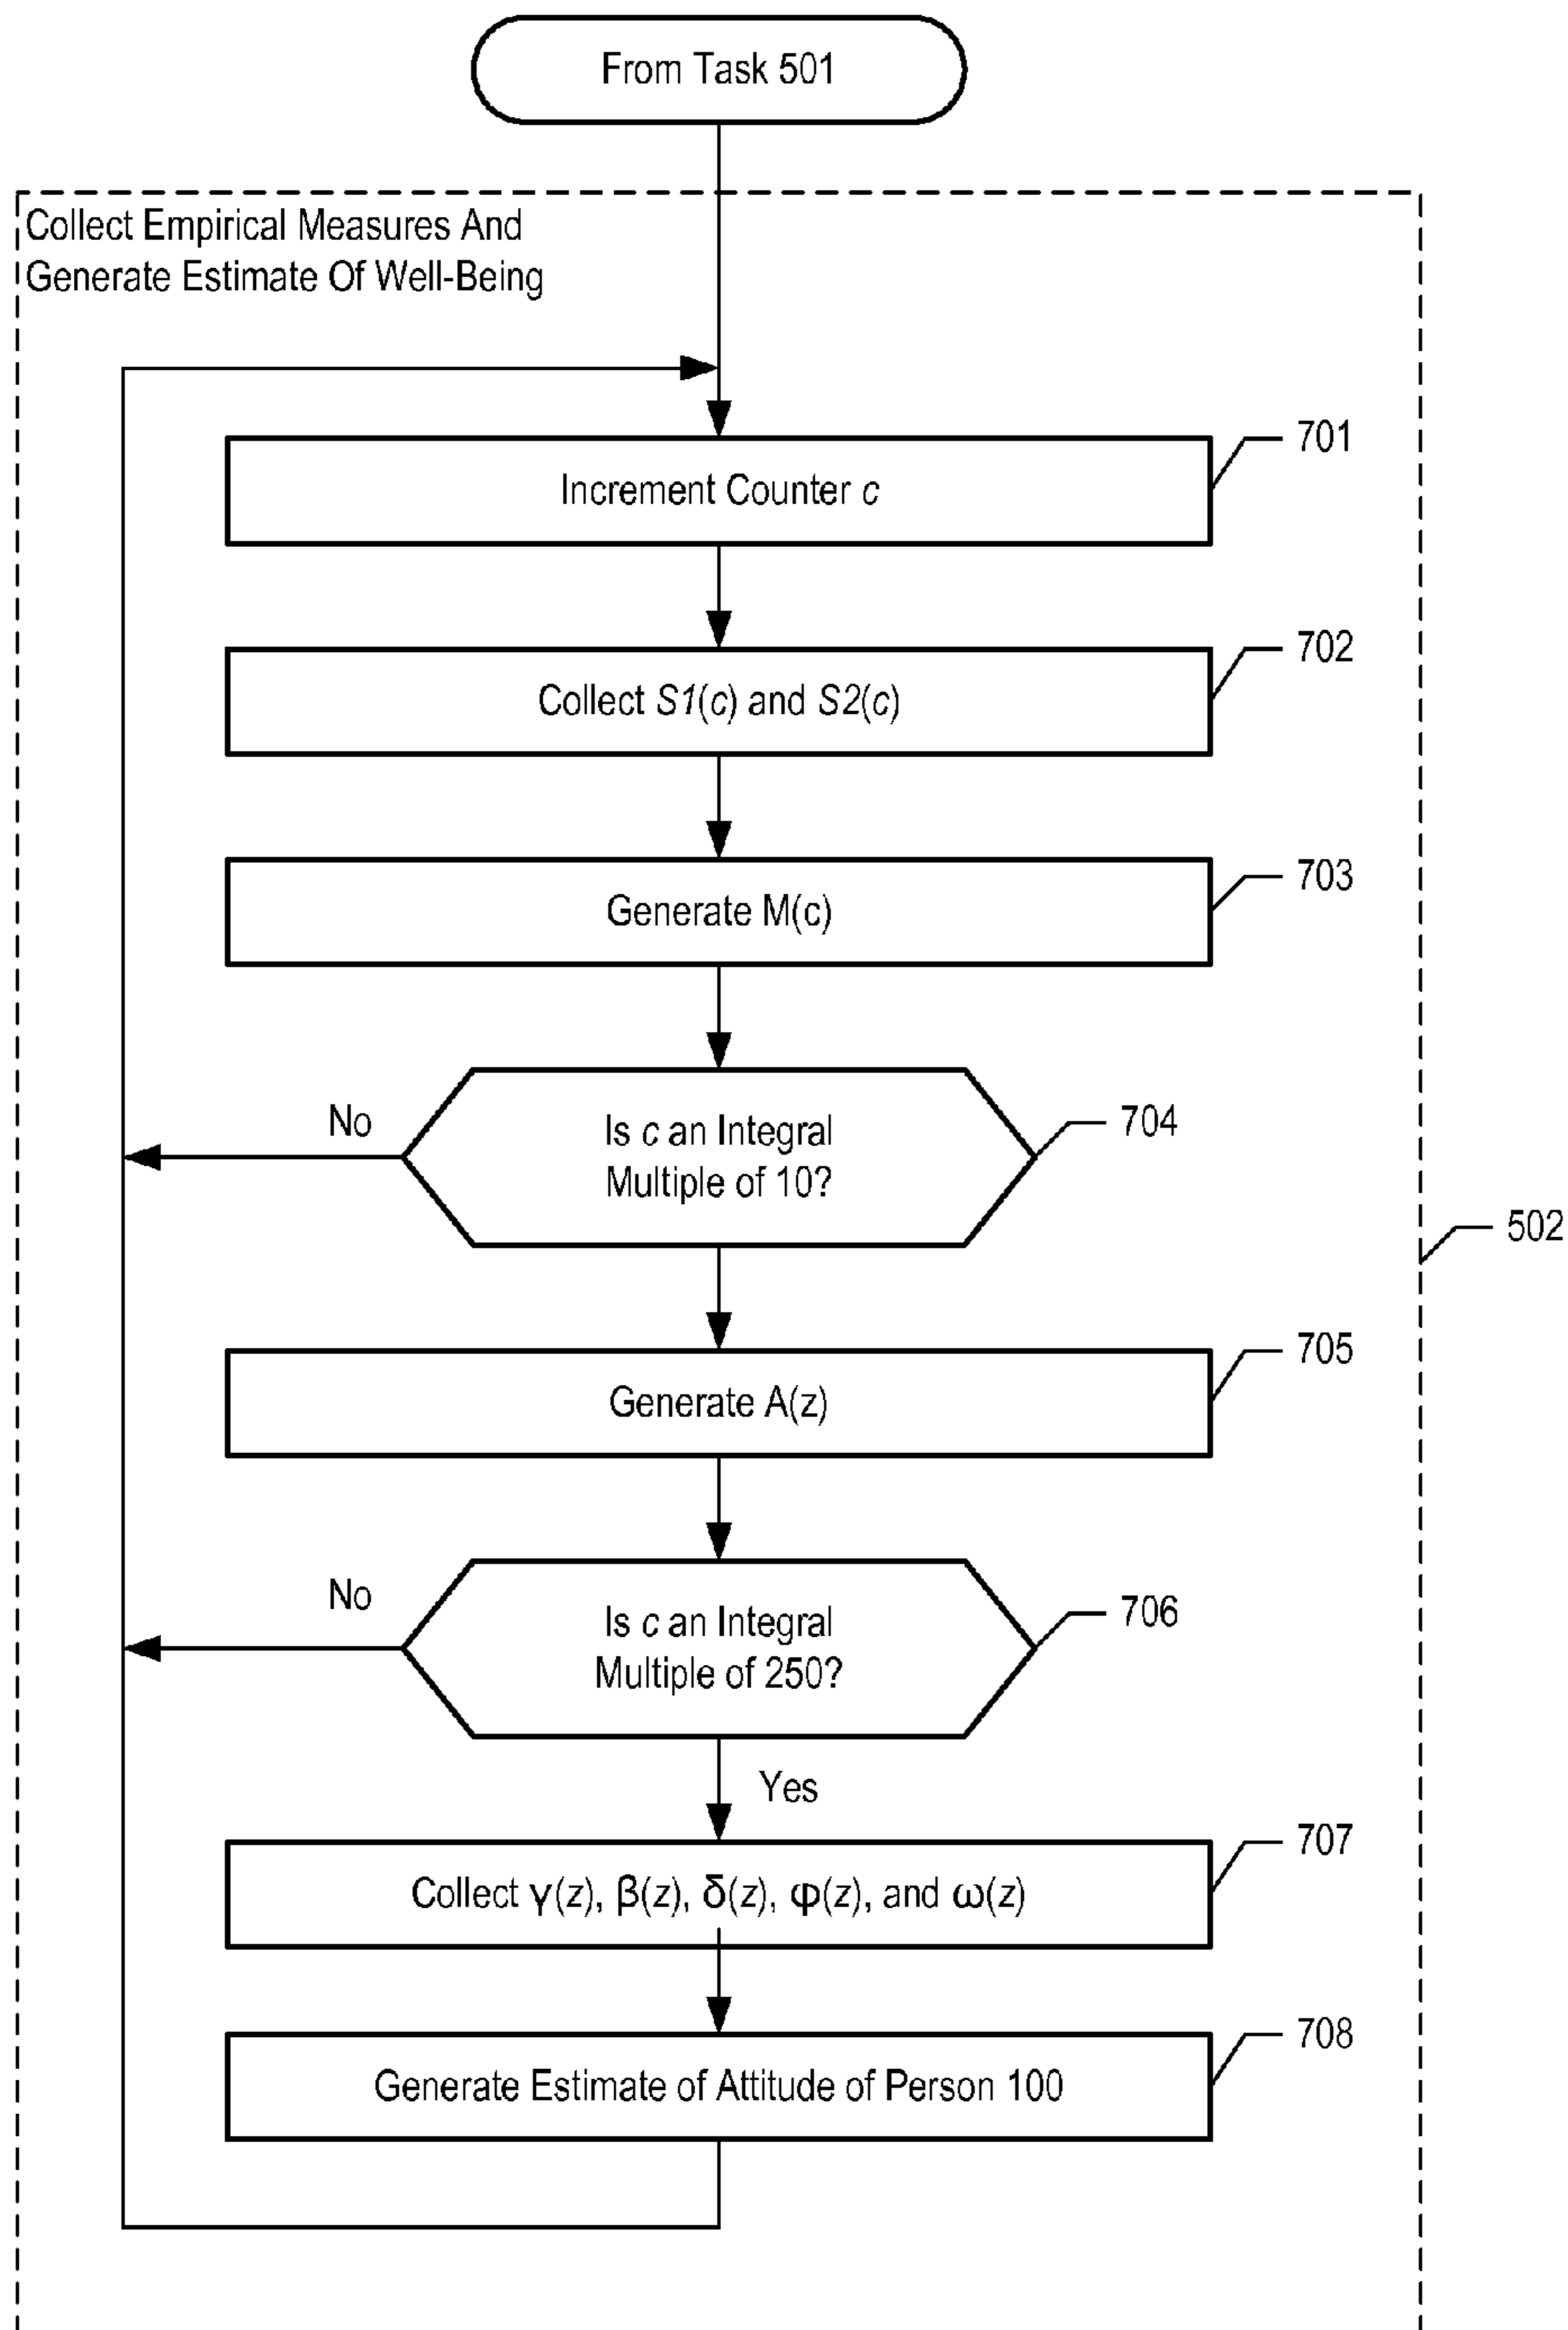 From Task 501
Collect Empirical Measures And
Generate Estimate Of Well-Being
701
Increment Counter c
702
Collect S1(c) and S2(c)
703
Generate M(c)
704
No
Is c an Integral
Multiple of 10?
502
705
Generate A(z)
706
No
Is c an Integral
Multiple of 250?
Yes
707
Collect γ(z), β(z), δ(z), φ(z), and ω(z)
708
Generate Estimate of Attitude of Person 100